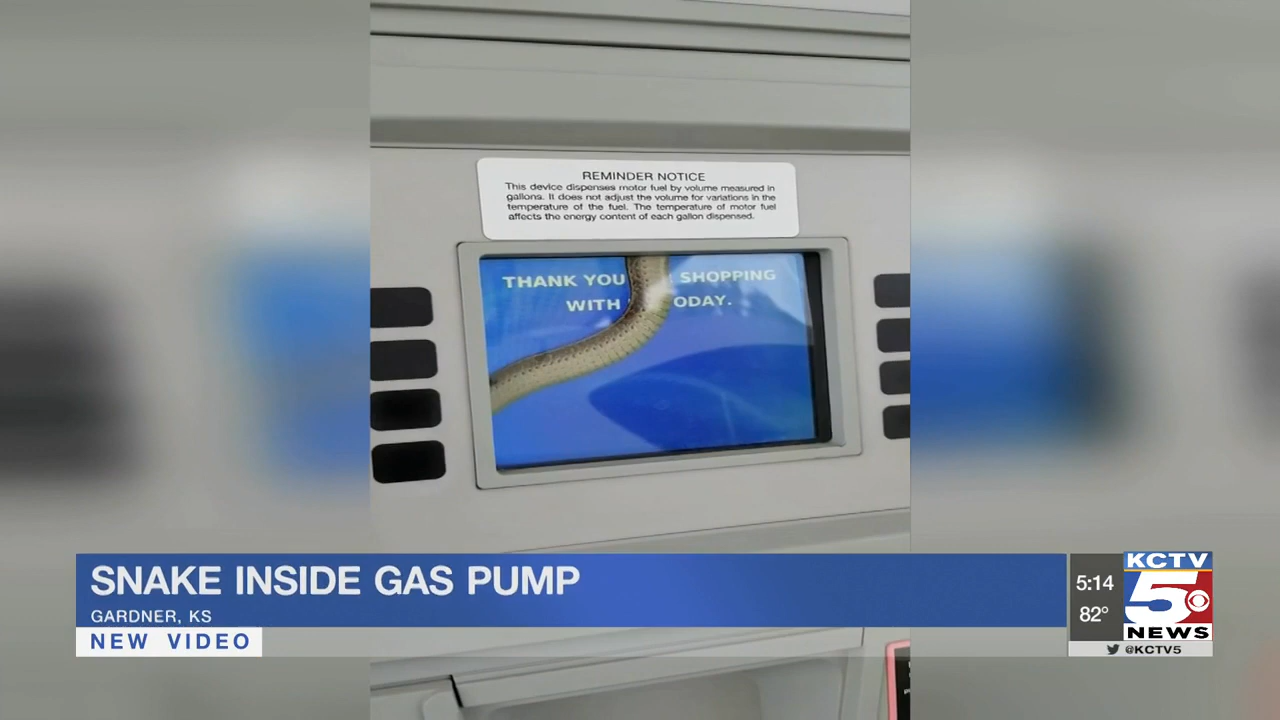 REMINDER NOTICE
This device dispenses motor fuel by volume measured in
gallons. It does not adjust the volume for variations in the
temperature of the fuel. The temperature of motor fuel
affects the energy content of each gallon dispensed.
THANK YOU SHOPPING
WITH ODAY.
SNAKE INSIDE GAS PUMP
GARDNER, KS
NEW VIDEO
5:14
82°
KCTV
5
NEWS
@KCTV5